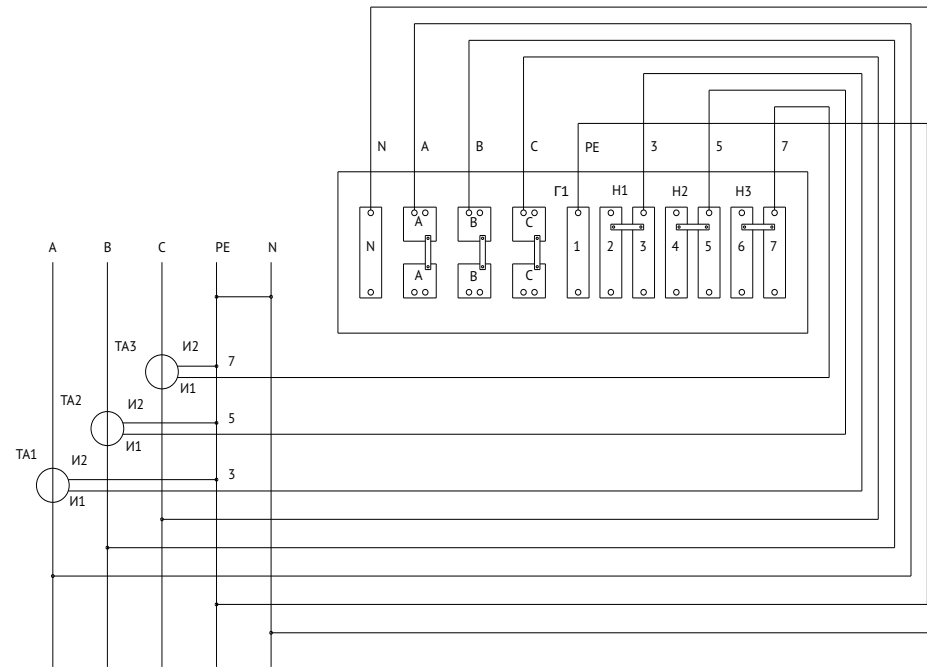 N A B C PE 3 5 7
Г1 Н1 Н2 Н3
A B C
N 1 2 3 4 5 6 7
A B C PE N
A B C
ТА3 И2 7
И1
ТА2 И2 5
И1
ТА1 И2 3
И1